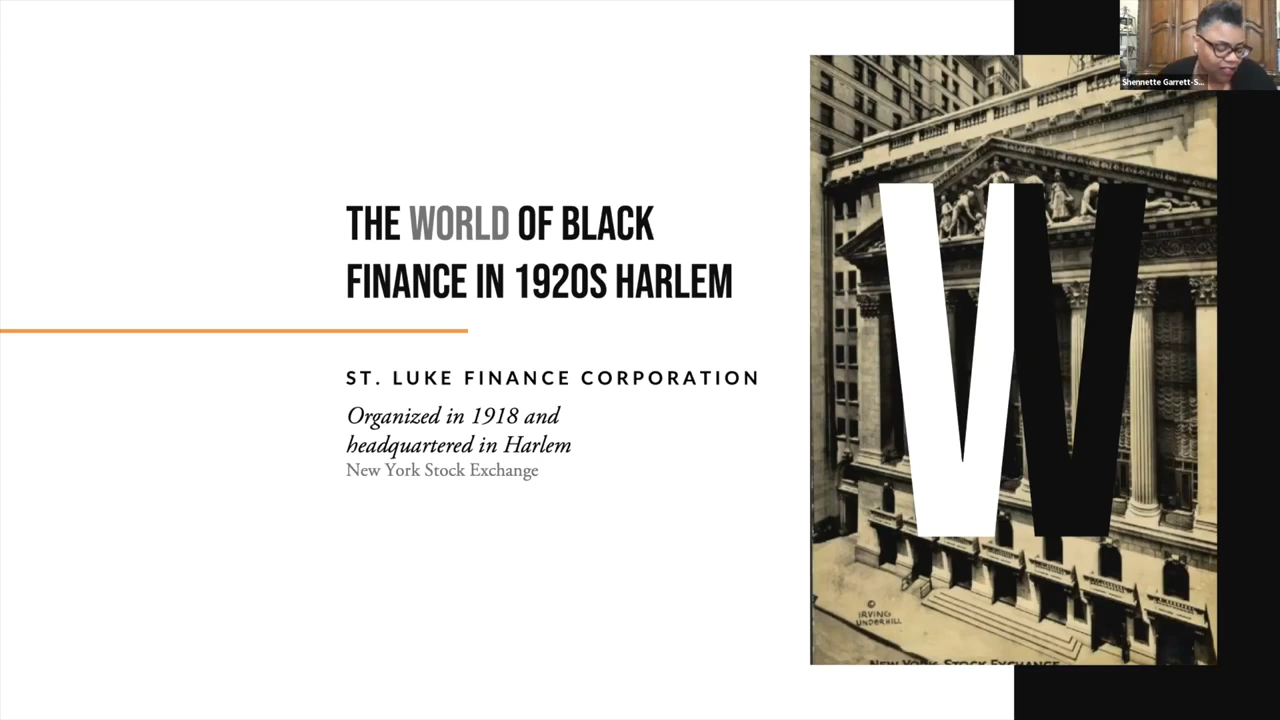 THE WORLD OF BLACK
FINANCE IN 1920S HARLEM
ST. LUKE FINANCE CORPORATION
Organized in 1918 and
headquartered in Harlem
New York Stock Exchange
W
© 
IRVING
UNDERHILL
NEW YORK STOCK EXCHANGE
Shennette Garrett-S...